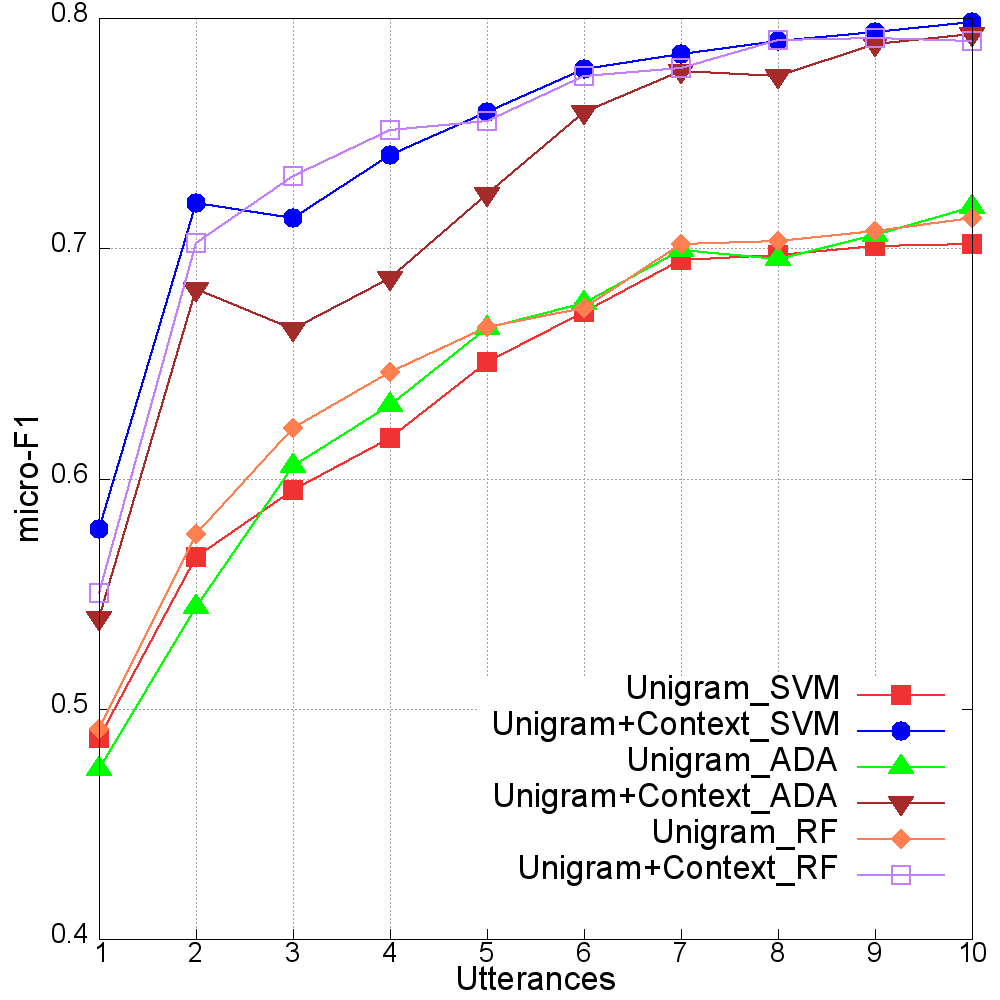 0.8
0.7
0.6
0.5
0.4
micro-F1
Unigram_SVM
Unigram+Context_SVM
Unigram_ADA
Unigram+Context_ADA
Unigram_RF
Unigram+Context_RF
1 2 3 4 5 6 7 8 9 10
Utterances